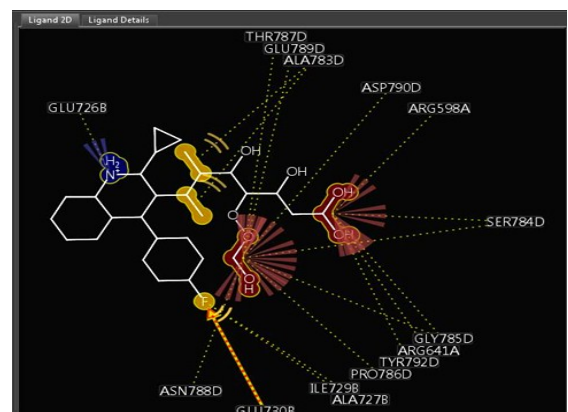 Ligand 2D Ligand Details
THR787D
GLU789D
ALA783D
ASP790D
GLU726B
ARG598A
H2
N+
OH
OH
OH
SER784D
O
O
OH
O
H
F
GLY785D
ARG641A
TYR792D
PRO786D
ASN788D
ILE729B
ALA727B
GLU730B